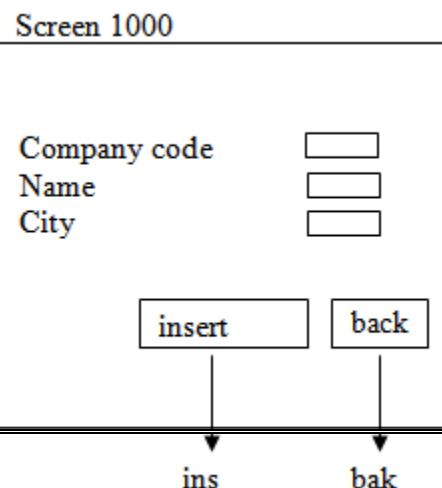 Screen 1000
Company code
Name
City
insert back
ins bak